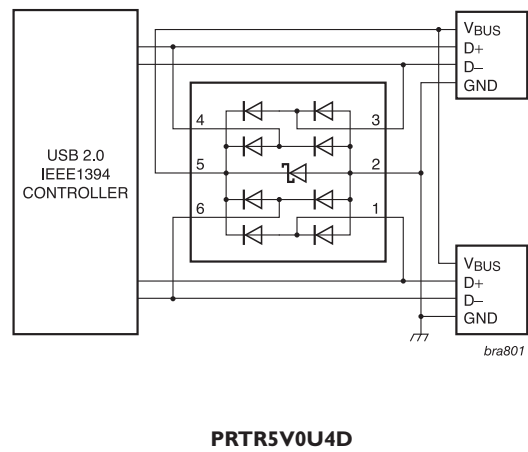 VBUS
D+
D–
GND
4
3
5
2
6
1
USB 2.0
IEEE1394
CONTROLLER
VBUS
D+
D–
GND
bra801
PRTR5V0U4D